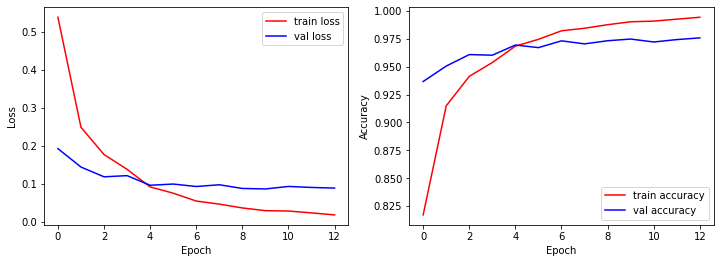 train loss
val loss
0.5
0.4
0.3
0.2
0.1
0.0
Loss
0 2 4 6 8 10 12
Epoch
1.000
0.975
0.950
0.925
0.900
0.875
0.850
0.825
Accuracy
train accuracy
val accuracy
0 2 4 6 8 10 12
Epoch